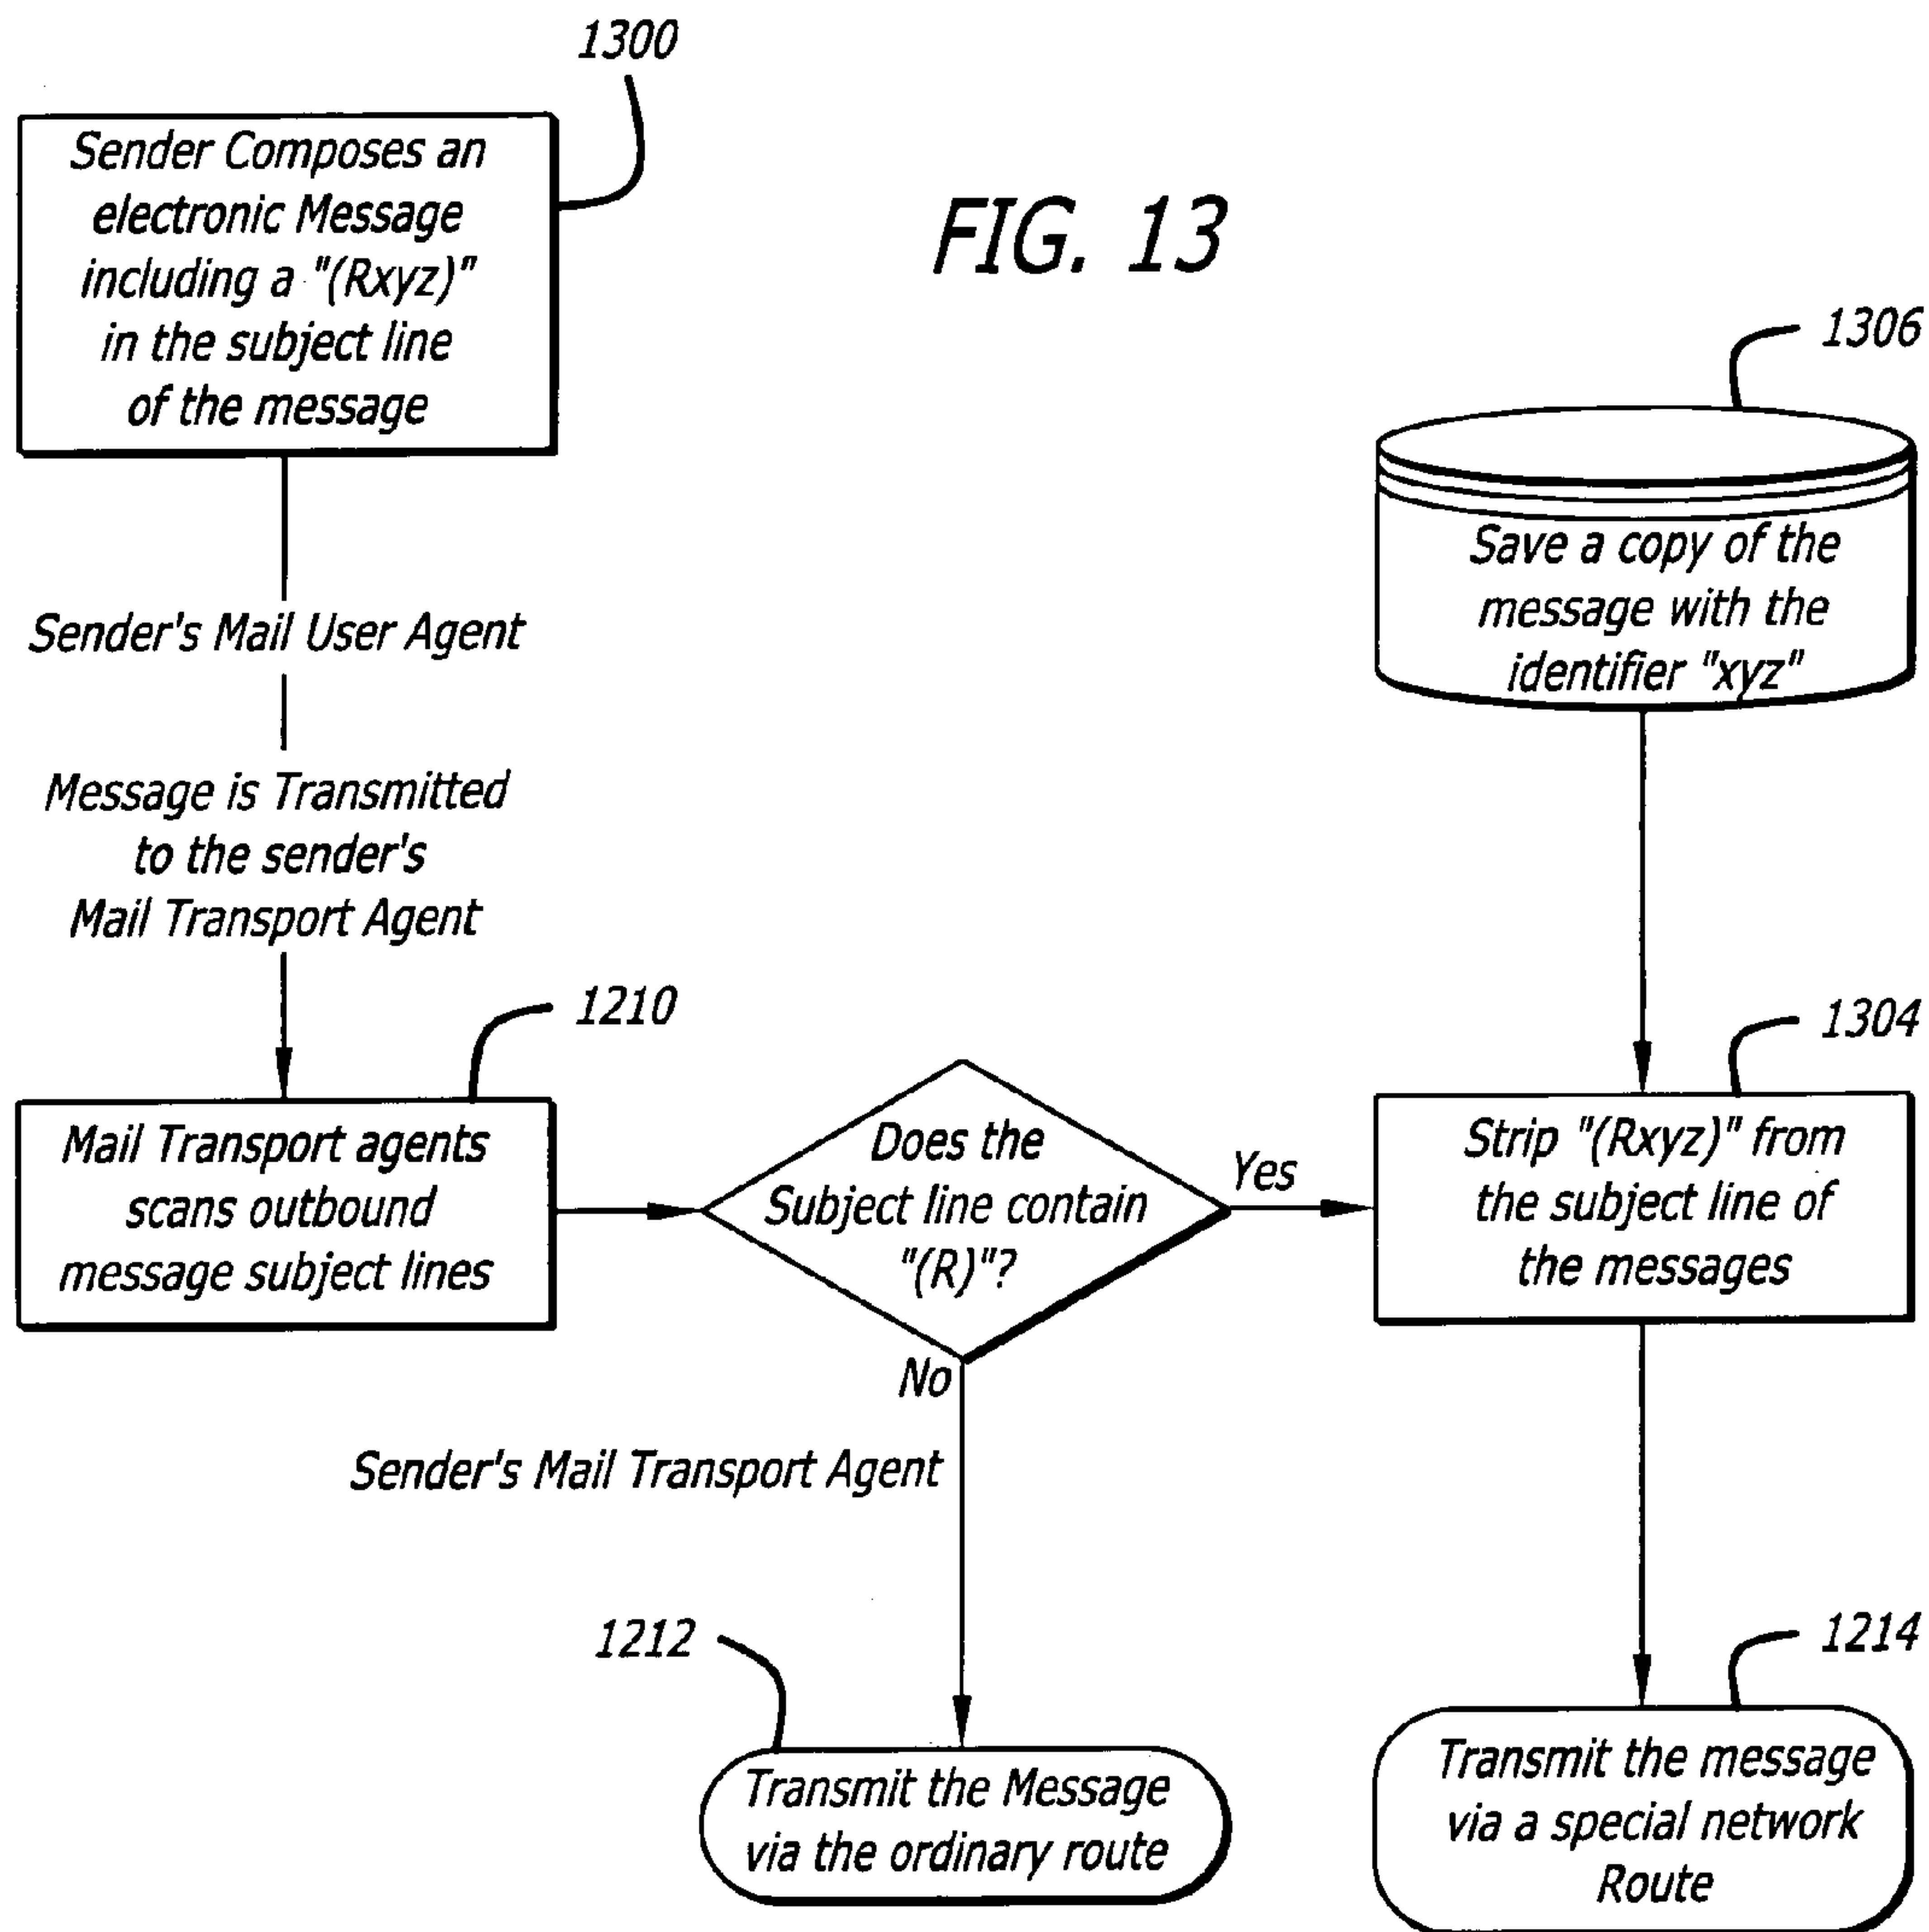 1300
Sender Composes an
electronic Message
including a "(Rxyz)"
in the subject line
of the message
FIG. 13
1306
Save a copy of the
message with the
identifier "xyz"
Sender's Mail User Agent
Message is Transmitted
to the sender's
Mail Transport Agent
1210
Mail Transport agents
scans outbound
message subject lines
Does the
Subject line contain
"(R)"?
Yes
No
1304
Strip "(Rxyz)" from
the subject line of
the messages
Sender's Mail Transport Agent
1212
Transmit the Message
via the ordinary route
1214
Transmit the message
via a special network
Route